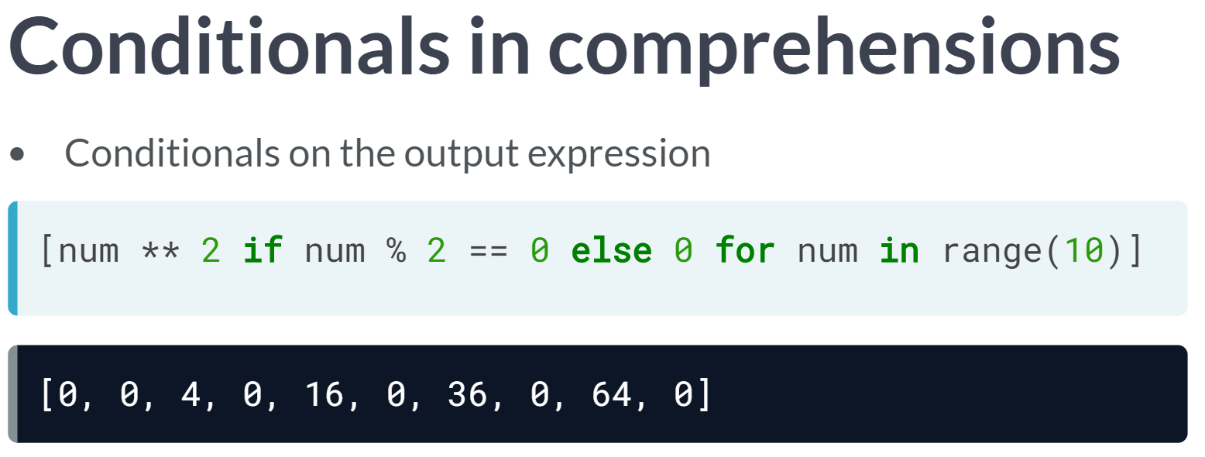 Conditionals in comprehensions
• Conditionals on the output expression
[num ** 2 if num % 2 == 0 else 0 for num in range(10)]
[0, 0, 4, 0, 16, 0, 36, 0, 64, 0]